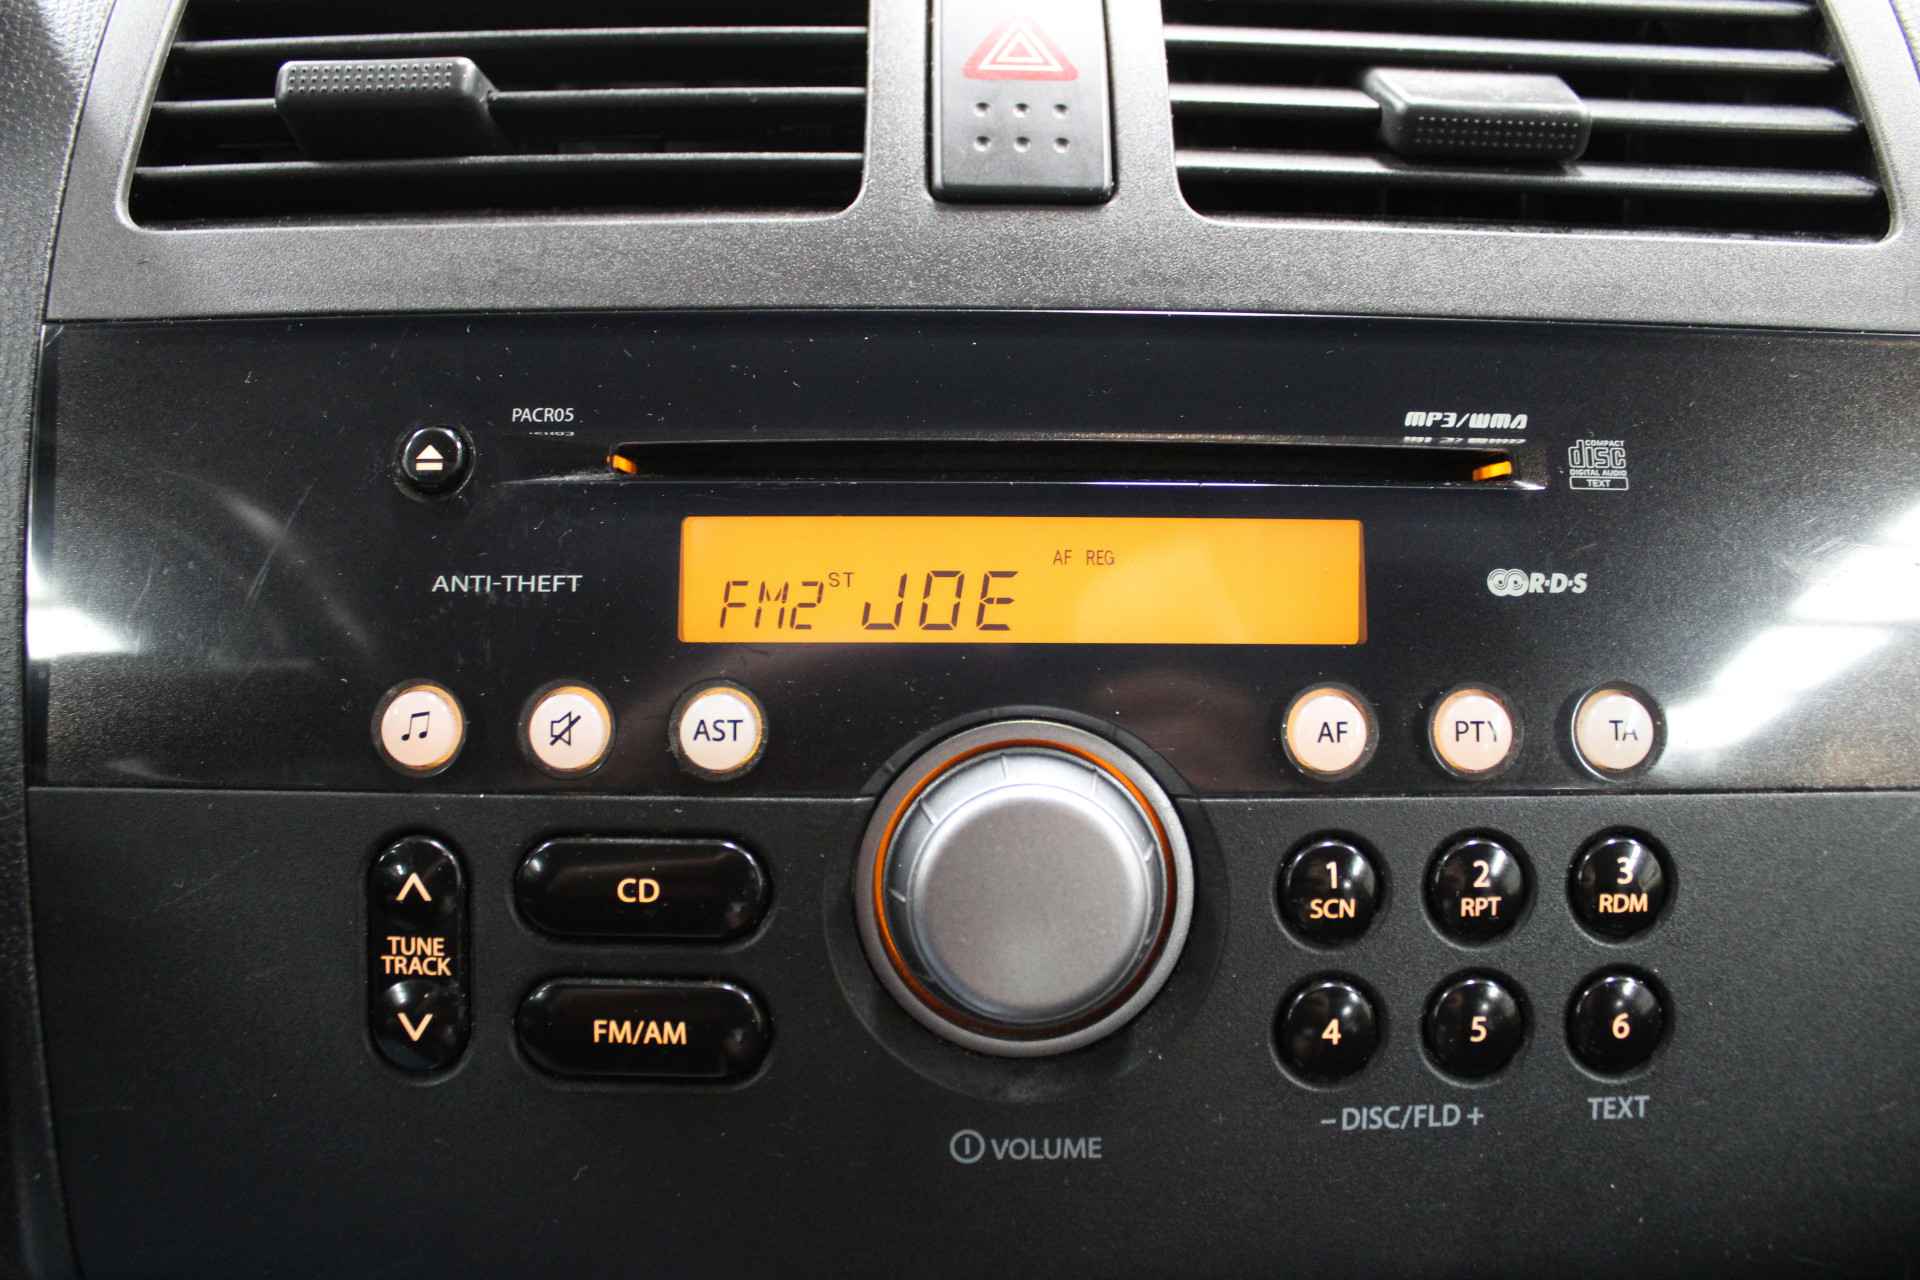 PACR05
MP3/WMA
COMPACT
disc
DIGITAL AUDIO
TEXT
AF REG
FM2 ST JOE
ANTI-THEFT
R·D·S
AST
AF
PTY
TA
CD
1
SCN
2
RPT
3
RDM
TUNE
TRACK
FM/AM
4
5
6
– DISC/FLD +
TEXT
VOLUME